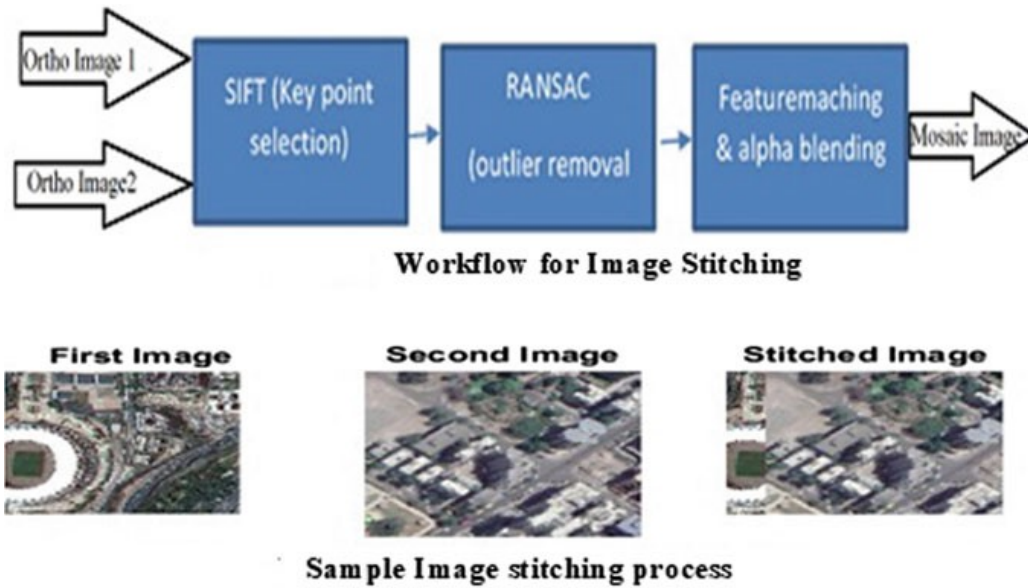 Ortho Image 1
Ortho Image2
SIFT (Key point
selection)
RANSAC
(outlier removal
Featuremaching
& alpha blending
Mosaic Image
Workflow for Image Stitching
First Image
Second Image
Stitched Image
Sample Image stitching process